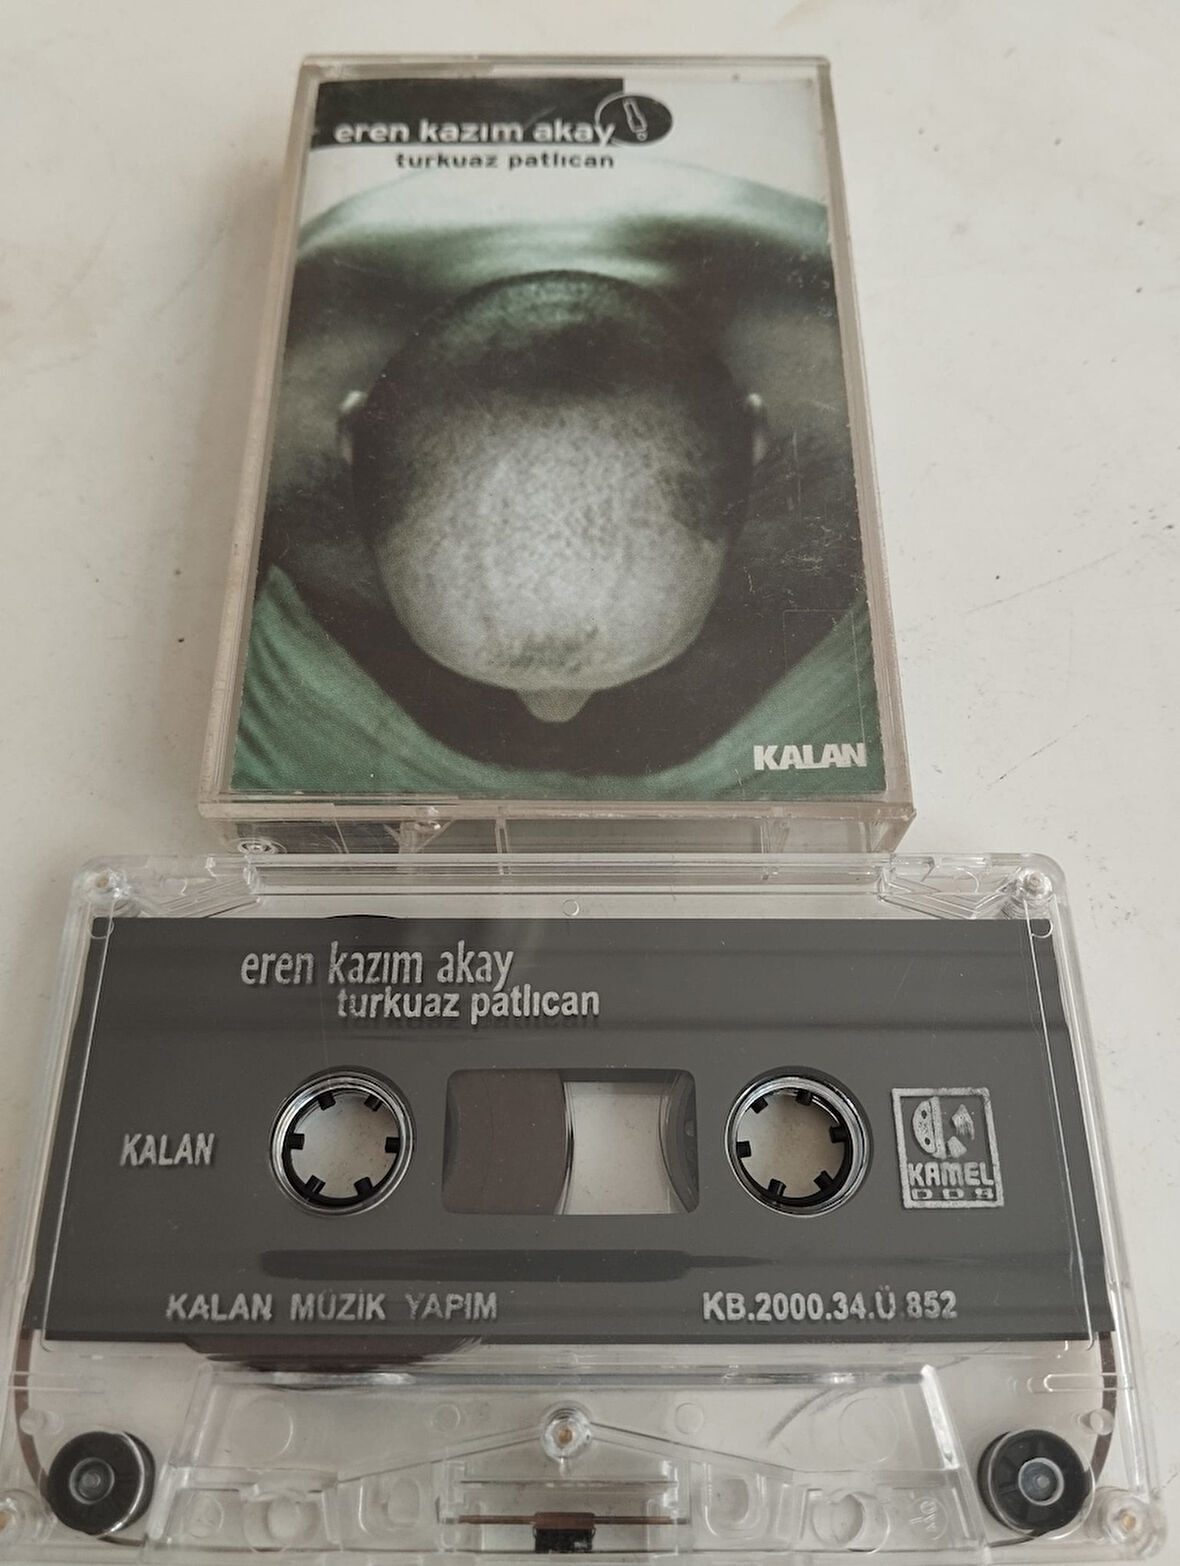 eren kazım akay
turkuaz patlıcan
KALAN
eren kazım akay
turkuaz patlıcan
KALAN
KAMEL
DDS
KALAN MÜZİK YAPIM
KB.2000.34.Ü 852